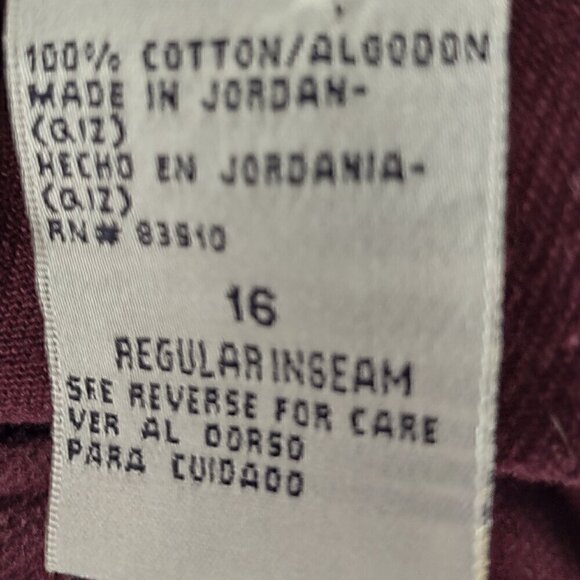 100% COTTON/ALGODON
MADE IN JORDAN-
(QIZ)
HECHO EN JORDANIA-
(QIZ)
RN# 83910
16
REGULAR INSEAM
SEE REVERSE FOR CARE
VER AL DORSO
PARA CUIDADO